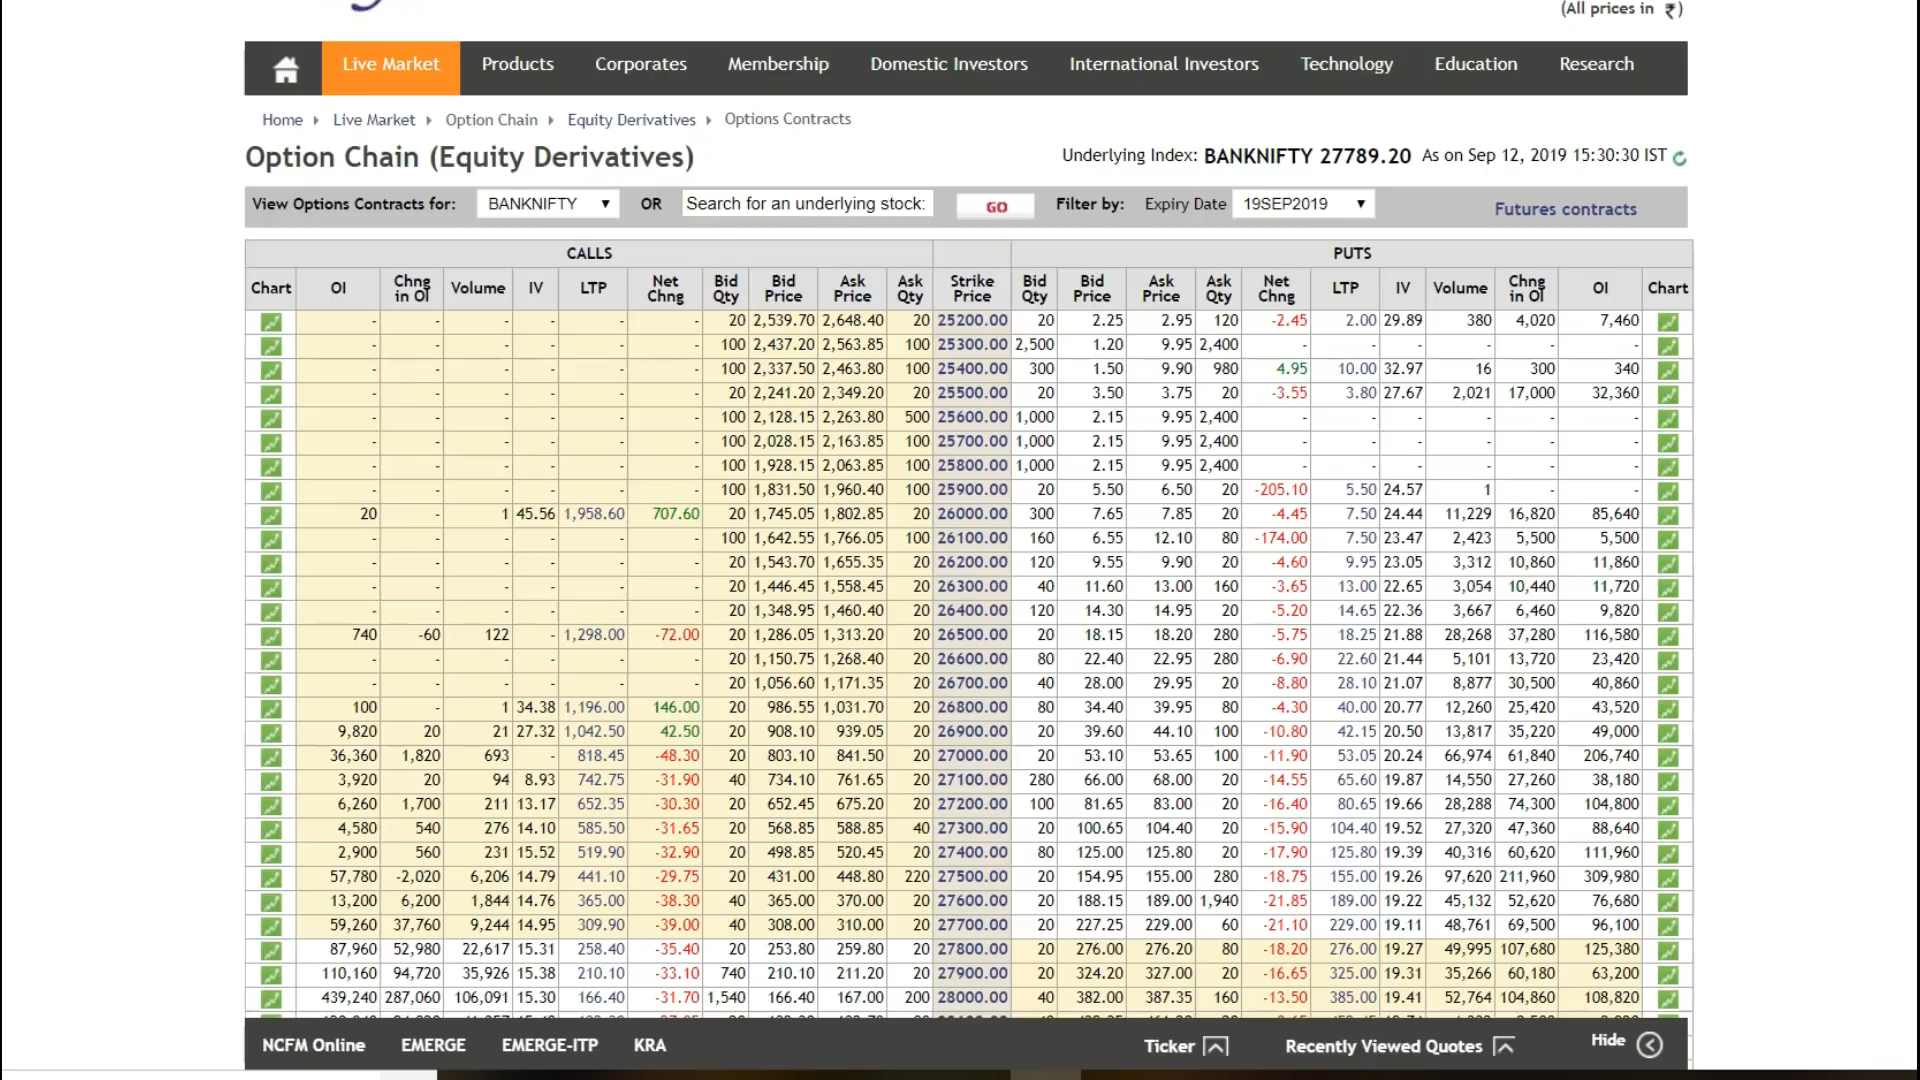 (All prices in ₹)
Live Market Products Corporates Membership Domestic Investors International Investors Technology Education Research
Home Live Market Option Chain Equity Derivatives Options Contracts
Option Chain (Equity Derivatives) Underlying Index: BANKNIFTY 27789.20 As on Sep 12, 2019 15:30:30 IST
View Options Contracts for: BANKNIFTY OR Search for an underlying stock: GO Filter by: Expiry Date 19SEP2019 Futures contracts
CALLS PUTS
Chart OI Chng in OI Volume IV LTP Net Chng Bid Qty Bid Price Ask Price Ask Qty Strike Price Bid Qty Bid Price Ask Price Ask Qty Net Chng LTP IV Volume Chng in OI OI Chart
- - - - - - 20 2,539.70 2,648.40 20 25200.00 20 2.25 2.95 120 -2.45 2.00 29.89 380 4,020 7,460
- - - - - - 100 2,437.20 2,563.85 100 25300.00 2,500 1.20 9.95 2,400 - - - - - -
- - - - - - 100 2,337.50 2,463.80 100 25400.00 300 1.50 9.90 980 4.95 10.00 32.97 16 300 340
- - - - - - 20 2,241.20 2,349.20 20 25500.00 20 3.50 3.75 20 -3.55 3.80 27.67 2,021 17,000 32,360
- - - - - - 100 2,128.15 2,263.80 500 25600.00 1,000 2.15 9.95 2,400 - - - - - -
- - - - - - 100 2,028.15 2,163.85 100 25700.00 1,000 2.15 9.95 2,400 - - - - - -
- - - - - - 100 1,928.15 2,063.85 100 25800.00 1,000 2.15 9.95 2,400 - - - - - -
- - - - - - 100 1,831.50 1,960.40 100 25900.00 20 5.50 6.50 20 -205.10 5.50 24.57 1 - -
20 - 1 45.56 1,958.60 707.60 20 1,745.05 1,802.85 20 26000.00 300 7.65 7.85 20 -4.45 7.50 24.44 11,229 16,820 85,640
- - - - - - 100 1,642.55 1,766.05 100 26100.00 160 6.55 12.10 80 -174.00 7.50 23.47 2,423 5,500 5,500
- - - - - - 20 1,543.70 1,655.35 20 26200.00 120 9.55 9.90 20 -4.60 9.95 23.05 3,312 10,860 11,860
- - - - - - 20 1,446.45 1,558.45 20 26300.00 40 11.60 13.00 160 -3.65 13.00 22.65 3,054 10,440 11,720
- - - - - - 20 1,348.95 1,460.40 20 26400.00 120 14.30 14.95 20 -5.20 14.65 22.36 3,667 6,460 9,820
740 -60 122 - 1,298.00 -72.00 20 1,286.05 1,313.20 20 26500.00 20 18.15 18.20 280 -5.75 18.25 21.88 28,268 37,280 116,580
- - - - - - 20 1,150.75 1,268.40 20 26600.00 80 22.40 22.95 280 -6.90 22.60 21.44 5,101 13,720 23,420
- - - - - - 20 1,056.60 1,171.35 20 26700.00 40 28.00 29.95 20 -8.80 28.10 21.07 8,877 30,500 40,860
100 - 1 34.38 1,196.00 146.00 20 986.55 1,031.70 20 26800.00 80 34.40 39.95 80 -4.30 40.00 20.77 12,260 25,420 43,520
9,820 20 21 27.32 1,042.50 42.50 20 908.10 939.05 20 26900.00 20 39.60 44.10 100 -10.80 42.15 20.50 13,817 35,220 49,000
36,360 1,820 693 - 818.45 -48.30 20 803.10 841.50 20 27000.00 20 53.10 53.65 100 -11.90 53.05 20.24 66,974 61,840 206,740
3,920 20 94 8.93 742.75 -31.90 40 734.10 761.65 20 27100.00 280 66.00 68.00 20 -14.55 65.60 19.87 14,550 27,260 38,180
6,260 1,700 211 13.17 652.35 -30.30 20 652.45 675.20 20 27200.00 100 81.65 83.00 20 -16.40 80.65 19.66 28,288 74,300 104,800
4,580 540 276 14.10 585.50 -31.65 20 568.85 588.85 40 27300.00 20 100.65 104.40 20 -15.90 104.40 19.52 27,320 47,360 88,640
2,900 560 231 15.52 519.90 -32.90 20 498.85 520.45 20 27400.00 80 125.00 125.80 20 -17.90 125.80 19.39 40,316 60,620 111,960
57,780 -2,020 6,206 14.79 441.10 -29.75 20 431.00 448.80 220 27500.00 20 154.95 155.00 280 -18.75 155.00 19.26 97,620 211,960 309,980
13,200 6,200 1,844 14.76 365.00 -38.30 40 365.00 370.00 20 27600.00 20 188.15 189.00 1,940 -21.85 189.00 19.22 45,132 52,620 76,680
59,260 37,760 9,244 14.95 309.90 -39.00 40 308.00 310.00 20 27700.00 20 227.25 229.00 60 -21.10 229.00 19.11 48,761 69,500 96,100
87,960 52,980 22,617 15.31 258.40 -35.40 20 253.80 259.80 20 27800.00 20 276.00 276.20 80 -18.20 276.00 19.27 49,995 107,680 125,380
110,160 94,720 35,926 15.38 210.10 -33.10 740 210.10 211.20 20 27900.00 20 324.20 327.00 20 -16.65 325.00 19.31 35,266 60,180 63,200
439,240 287,060 106,091 15.30 166.40 -31.70 1,540 166.40 167.00 200 28000.00 40 382.00 387.35 160 -13.50 385.00 19.41 52,764 104,860 108,820
NCFM Online EMERGE EMERGE-ITP KRA Ticker Recently Viewed Quotes Hide